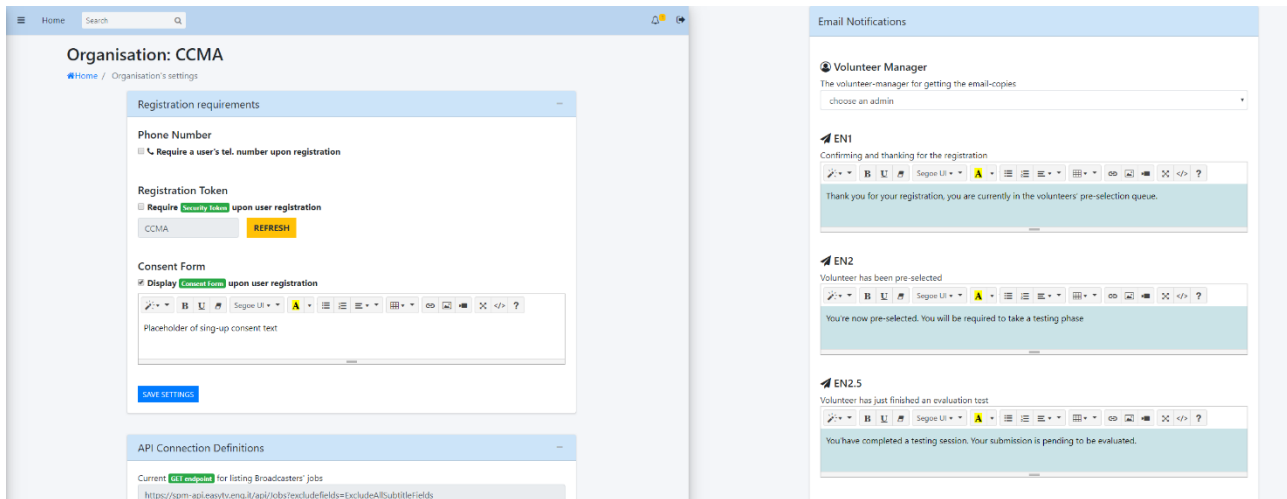 Home Search
Organisation: CCMA
Home / Organisation's settings
Registration requirements
Phone Number
Require a user's tel. number upon registration
Registration Token
Require Security Token upon user registration
CCMA REFRESH
Consent Form
Display Consent Form upon user registration
B U Segoe UI A ?
Placeholder of sing-up consent text
SAVE SETTINGS
API Connection Definitions
Current GET endpoint for listing Broadcasters' jobs
https://spm-api.easytv.eng.it/api/Jobs?excludefields=ExcludeAllSubtitleFields
Email Notifications
Volunteer Manager
The volunteer-manager for getting the email-copies
choose an admin
EN1
Confirming and thanking for the registration
B U Segoe UI A ?
Thank you for your registration, you are currently in the volunteers' pre-selection queue.
EN2
Volunteer has been pre-selected
B U Segoe UI A ?
You're now pre-selected. You will be required to take a testing phase
EN2.5
Volunteer has just finished an evaluation test
B U Segoe UI A ?
You have completed a testing session. Your submission is pending to be evaluated.